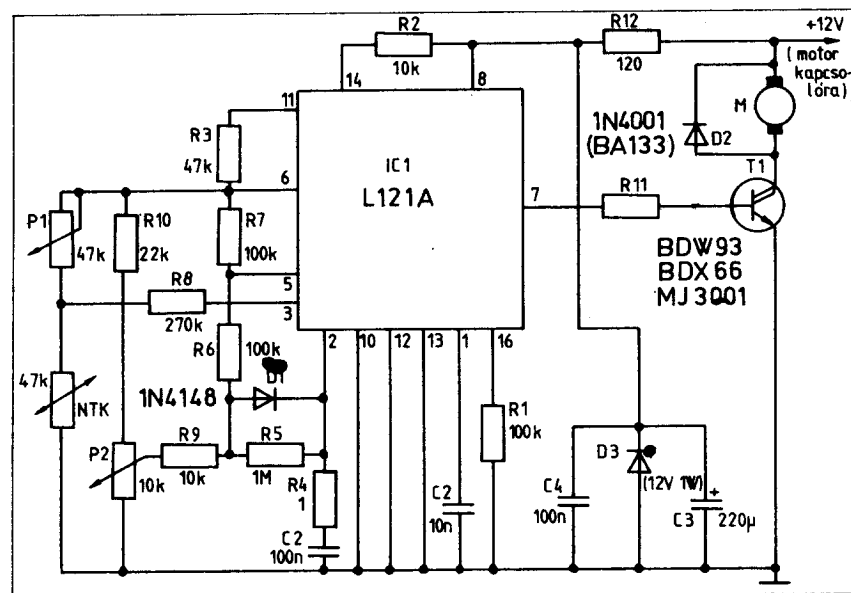 R2
10k
14
8
R12
120
+12V
(motor
kapcso-
lóra)
M
1N4001
(BA133)
D2
T1
11
R3
47k
IC1
L121A
6
7
R11
P1
47k
R10
22k
R7
100k
BDW93
BDX66
MJ3001
5
R8
270k
3
R6
100k
2
10
12
13
1
16
47k
NTK
1N4148
D1
R1
100k
P2
10k
R9
10k
R5
1M
R4
1
C2
100n
C2
10n
C4
100n
D3
(12V 1W)
+
C3
220µ